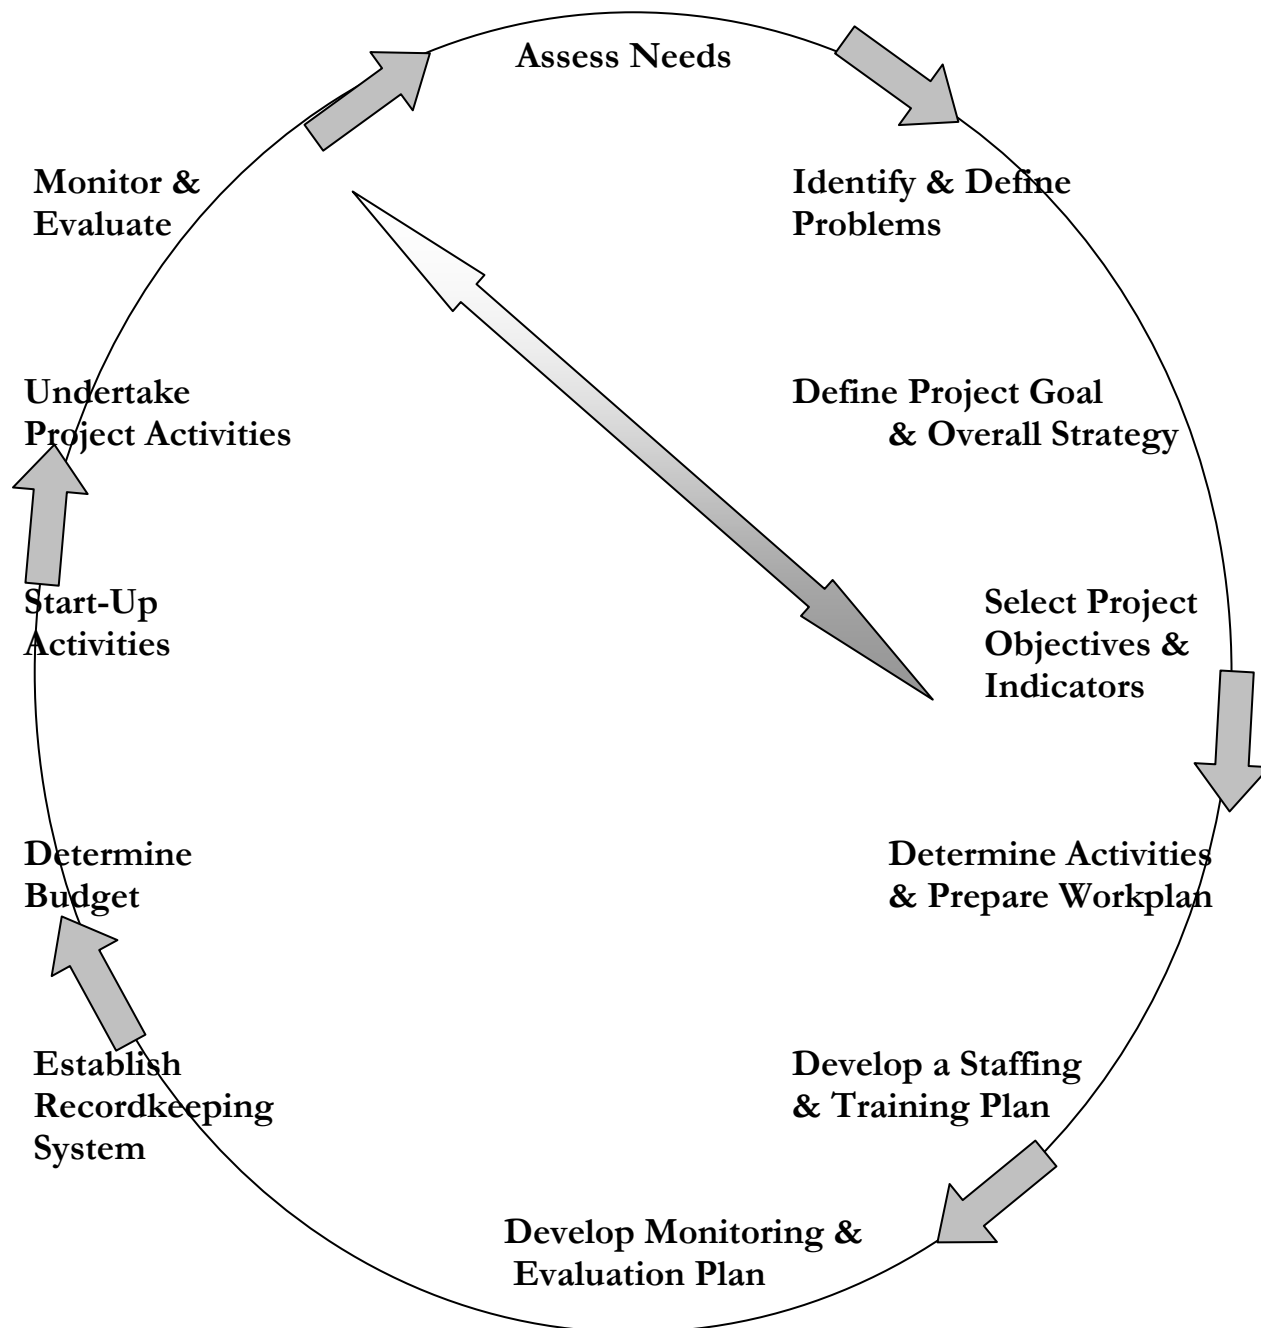 Assess Needs
Identify & Define
Problems
Define Project Goal
& Overall Strategy
Select Project
Objectives &
Indicators
Determine Activities
& Prepare Workplan
Develop a Staffing
& Training Plan
Develop Monitoring &
Evaluation Plan
Establish
Recordkeeping
System
Determine
Budget
Start-Up
Activities
Undertake
Project Activities
Monitor &
Evaluate